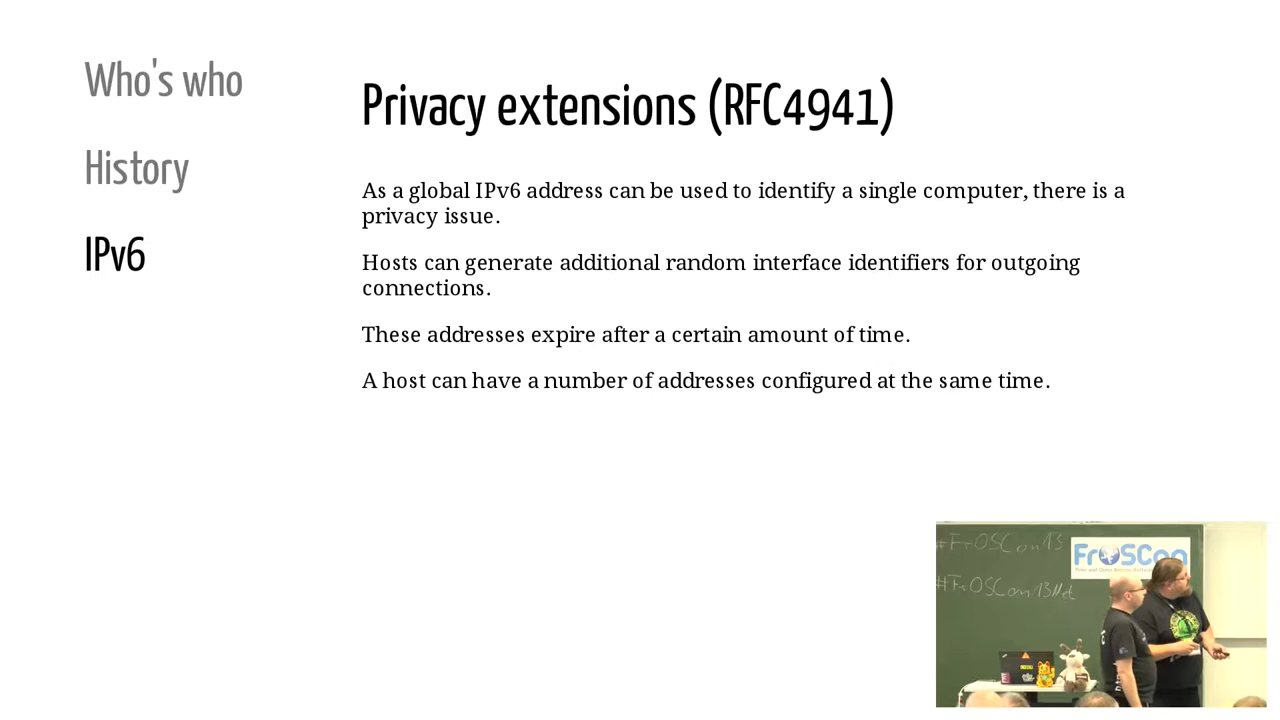 Who's who
History
IPv6
Privacy extensions (RFC4941)
As a global IPv6 address can be used to identify a single computer, there is a
privacy issue.
Hosts can generate additional random interface identifiers for outgoing
connections.
These addresses expire after a certain amount of time.
A host can have a number of addresses configured at the same time.
#FrOSCon13
FrOSCon
#FrOSCon13Net